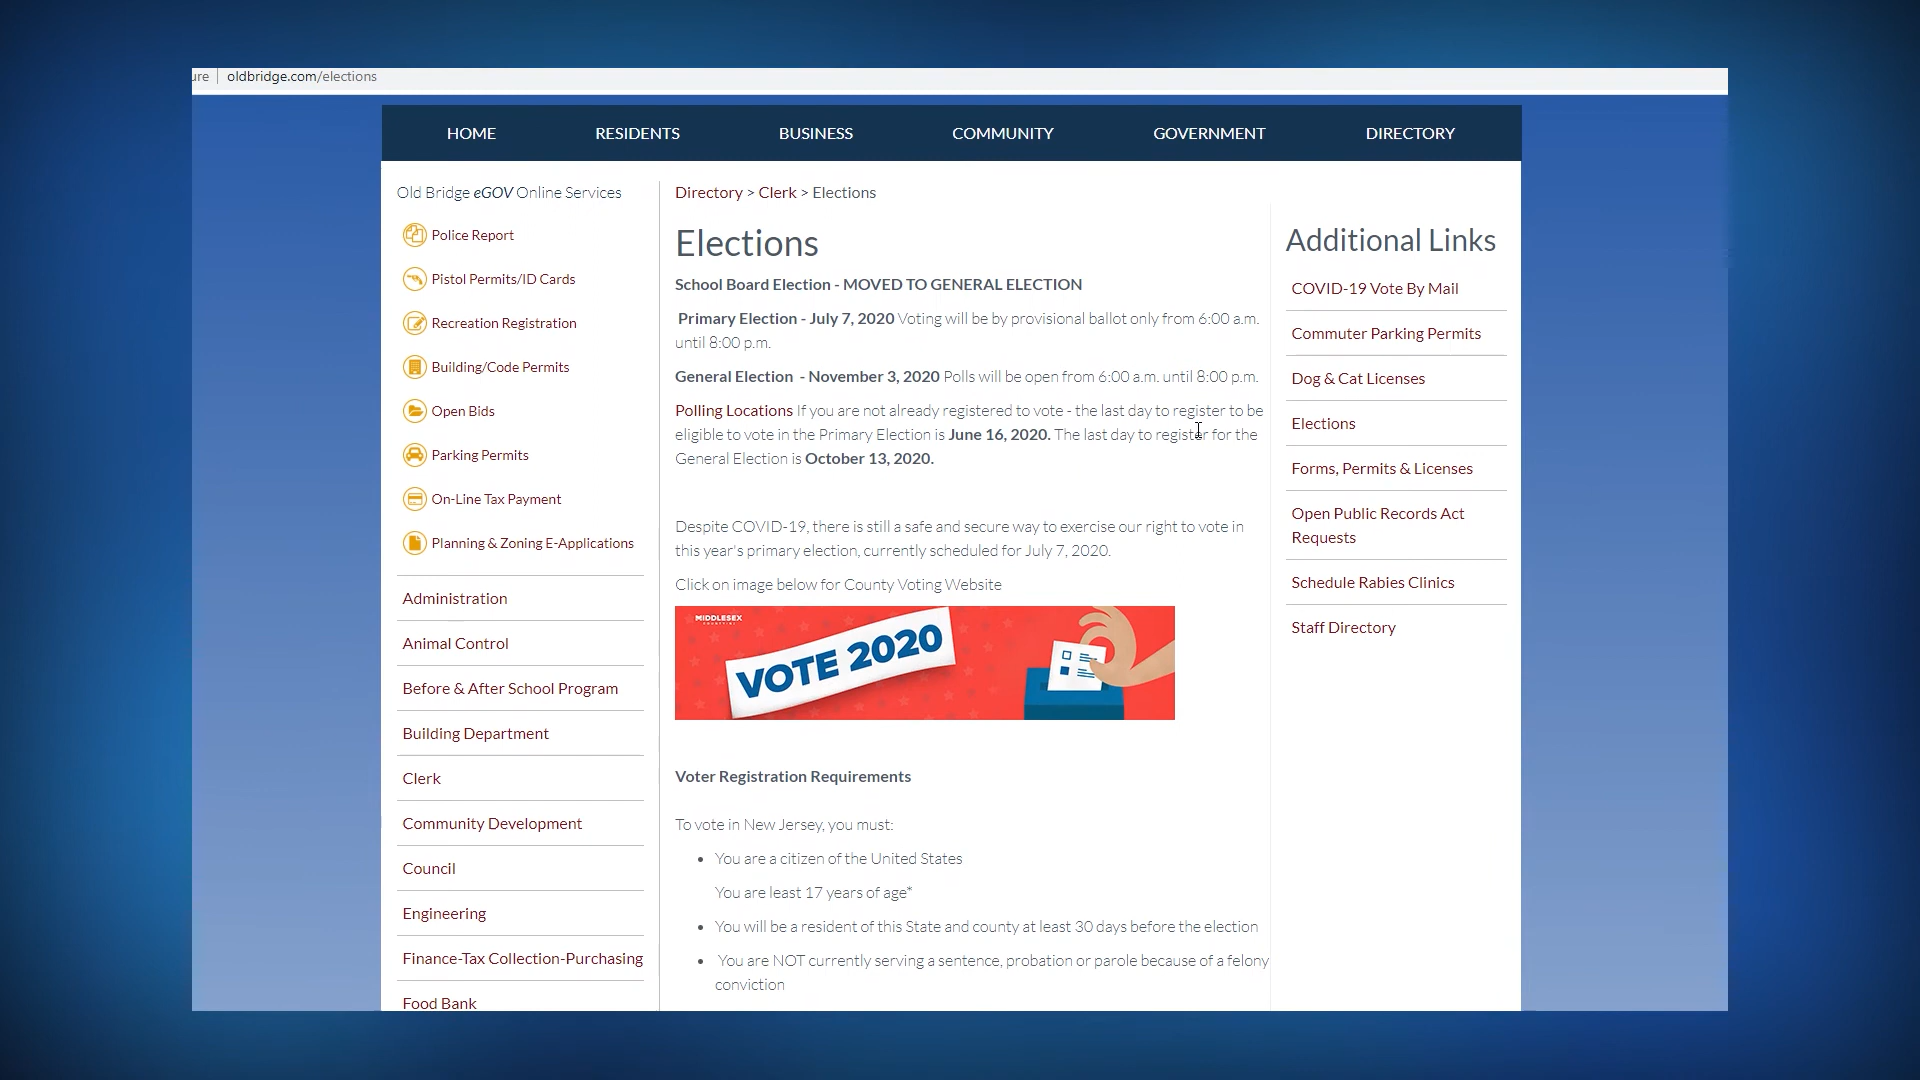 ure | oldbridge.com/elections
HOME RESIDENTS BUSINESS COMMUNITY GOVERNMENT DIRECTORY
Old Bridge eGOV Online Services
Police Report
Pistol Permits/ID Cards
Recreation Registration
Building/Code Permits
Open Bids
Parking Permits
On-Line Tax Payment
Planning & Zoning E-Applications
Administration
Animal Control
Before & After School Program
Building Department
Clerk
Community Development
Council
Engineering
Finance-Tax Collection-Purchasing
Food Bank
Directory > Clerk > Elections
Elections
School Board Election - MOVED TO GENERAL ELECTION
Primary Election - July 7, 2020 Voting will be by provisional ballot only from 6:00 a.m.
until 8:00 p.m.
General Election - November 3, 2020 Polls will be open from 6:00 a.m. until 8:00 p.m.
Polling Locations If you are not already registered to vote - the last day to register to be
eligible to vote in the Primary Election is June 16, 2020. The last day to register for the
General Election is October 13, 2020.
Despite COVID-19, there is still a safe and secure way to exercise our right to vote in
this year's primary election, currently scheduled for July 7, 2020.
Click on image below for County Voting Website
MIDDLESEX
VOTE 2020
Voter Registration Requirements
To vote in New Jersey, you must:
• You are a citizen of the United States
You are least 17 years of age*
• You will be a resident of this State and county at least 30 days before the election
• You are NOT currently serving a sentence, probation or parole because of a felony
conviction
Additional Links
COVID-19 Vote By Mail
Commuter Parking Permits
Dog & Cat Licenses
Elections
Forms, Permits & Licenses
Open Public Records Act
Requests
Schedule Rabies Clinics
Staff Directory